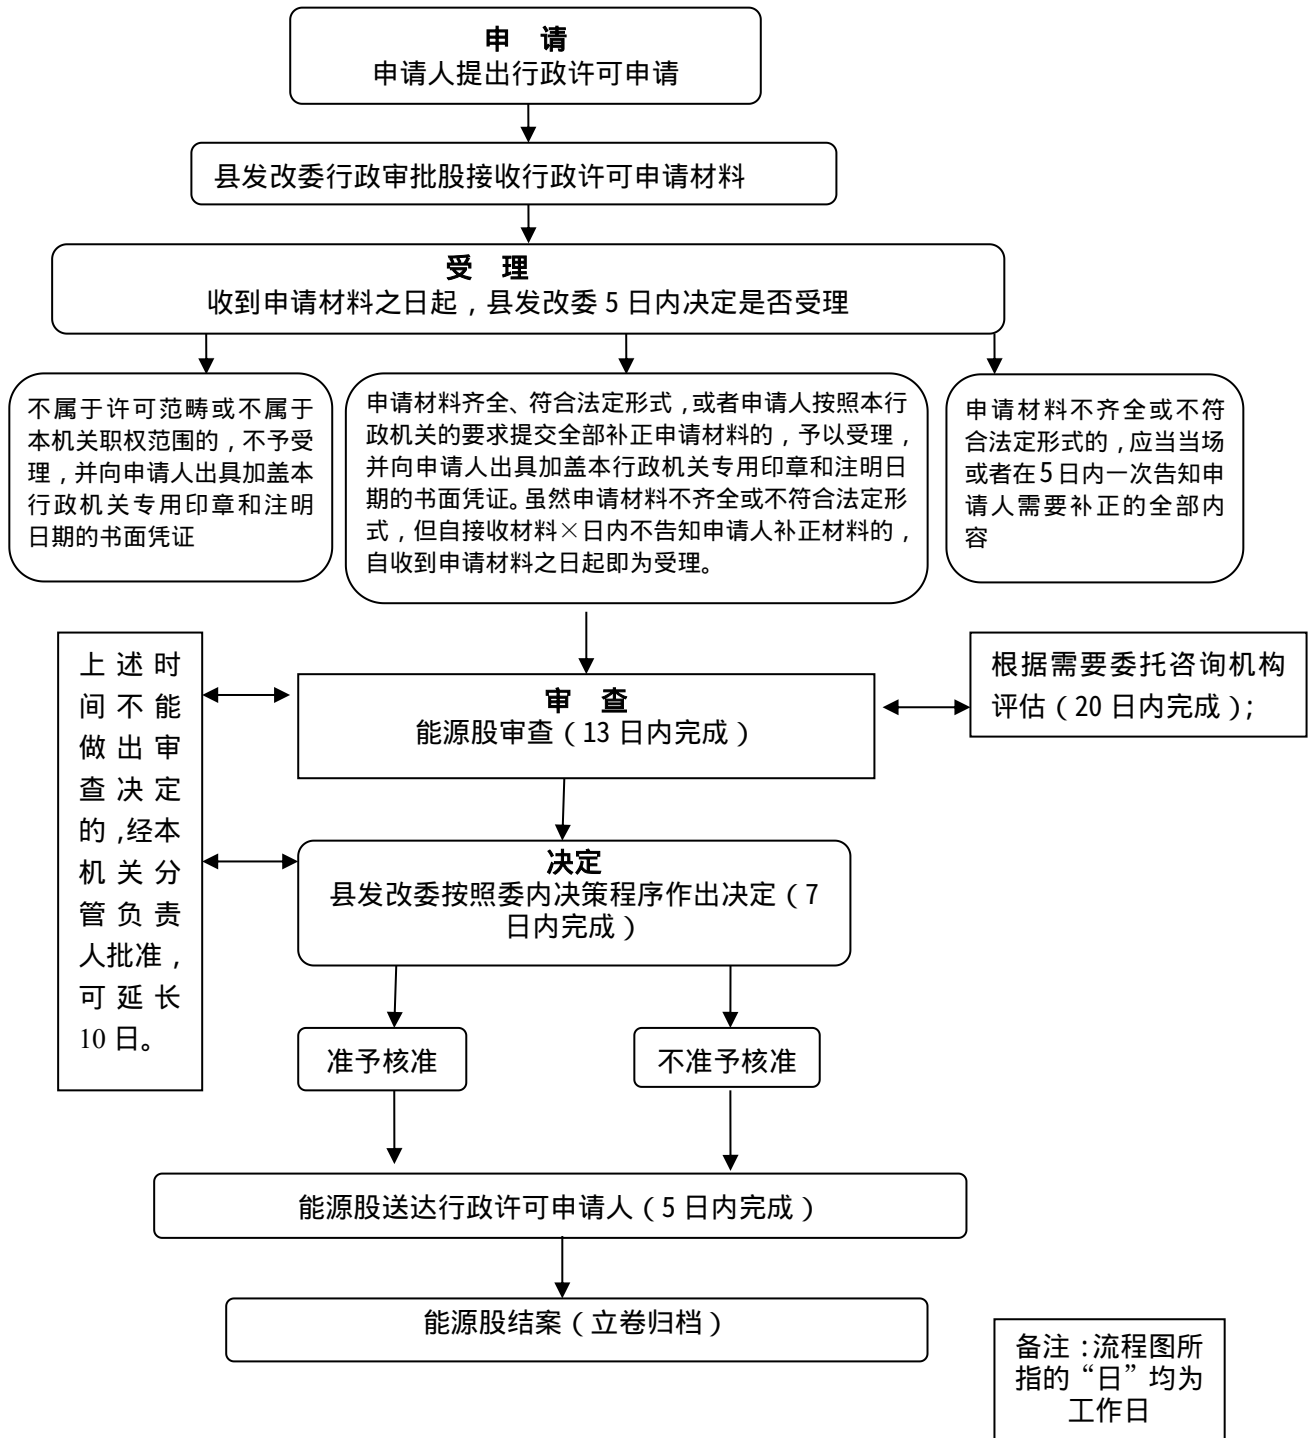 申 请
申请人提出行政许可申请
县发改委行政审批股接收行政许可申请材料
受 理
收到申请材料之日起，县发改委 5 日内决定是否受理
不属于许可范畴或不属于
本机关职权范围的，不予受
理，并向申请人出具加盖本
行政机关专用印章和注明
日期的书面凭证
申请材料齐全、符合法定形式，或者申请人按照本行
政机关的要求提交全部补正申请材料的，予以受理，
并向申请人出具加盖本行政机关专用印章和注明日
期的书面凭证。虽然申请材料不齐全或不符合法定形
式，但自接收材料×日内不告知申请人补正材料的，
自收到申请材料之日起即为受理。
申请材料不齐全或不符
合法定形式的，应当当场
或者在 5 日内一次告知申
请人需要补正的全部内
容
上述时
间不能
做出审
查决定
的，经本
机关分
管负责
人批准，
可延长
10 日。
审 查
能源股审查（13 日内完成）
根据需要委托咨询机构
评估（20 日内完成）；
决定
县发改委按照委内决策程序作出决定（7
日内完成）
准予核准
不准予核准
能源股送达行政许可申请人（5 日内完成）
能源股结案（立卷归档）
备注：流程图所
指的“日”均为
工作日